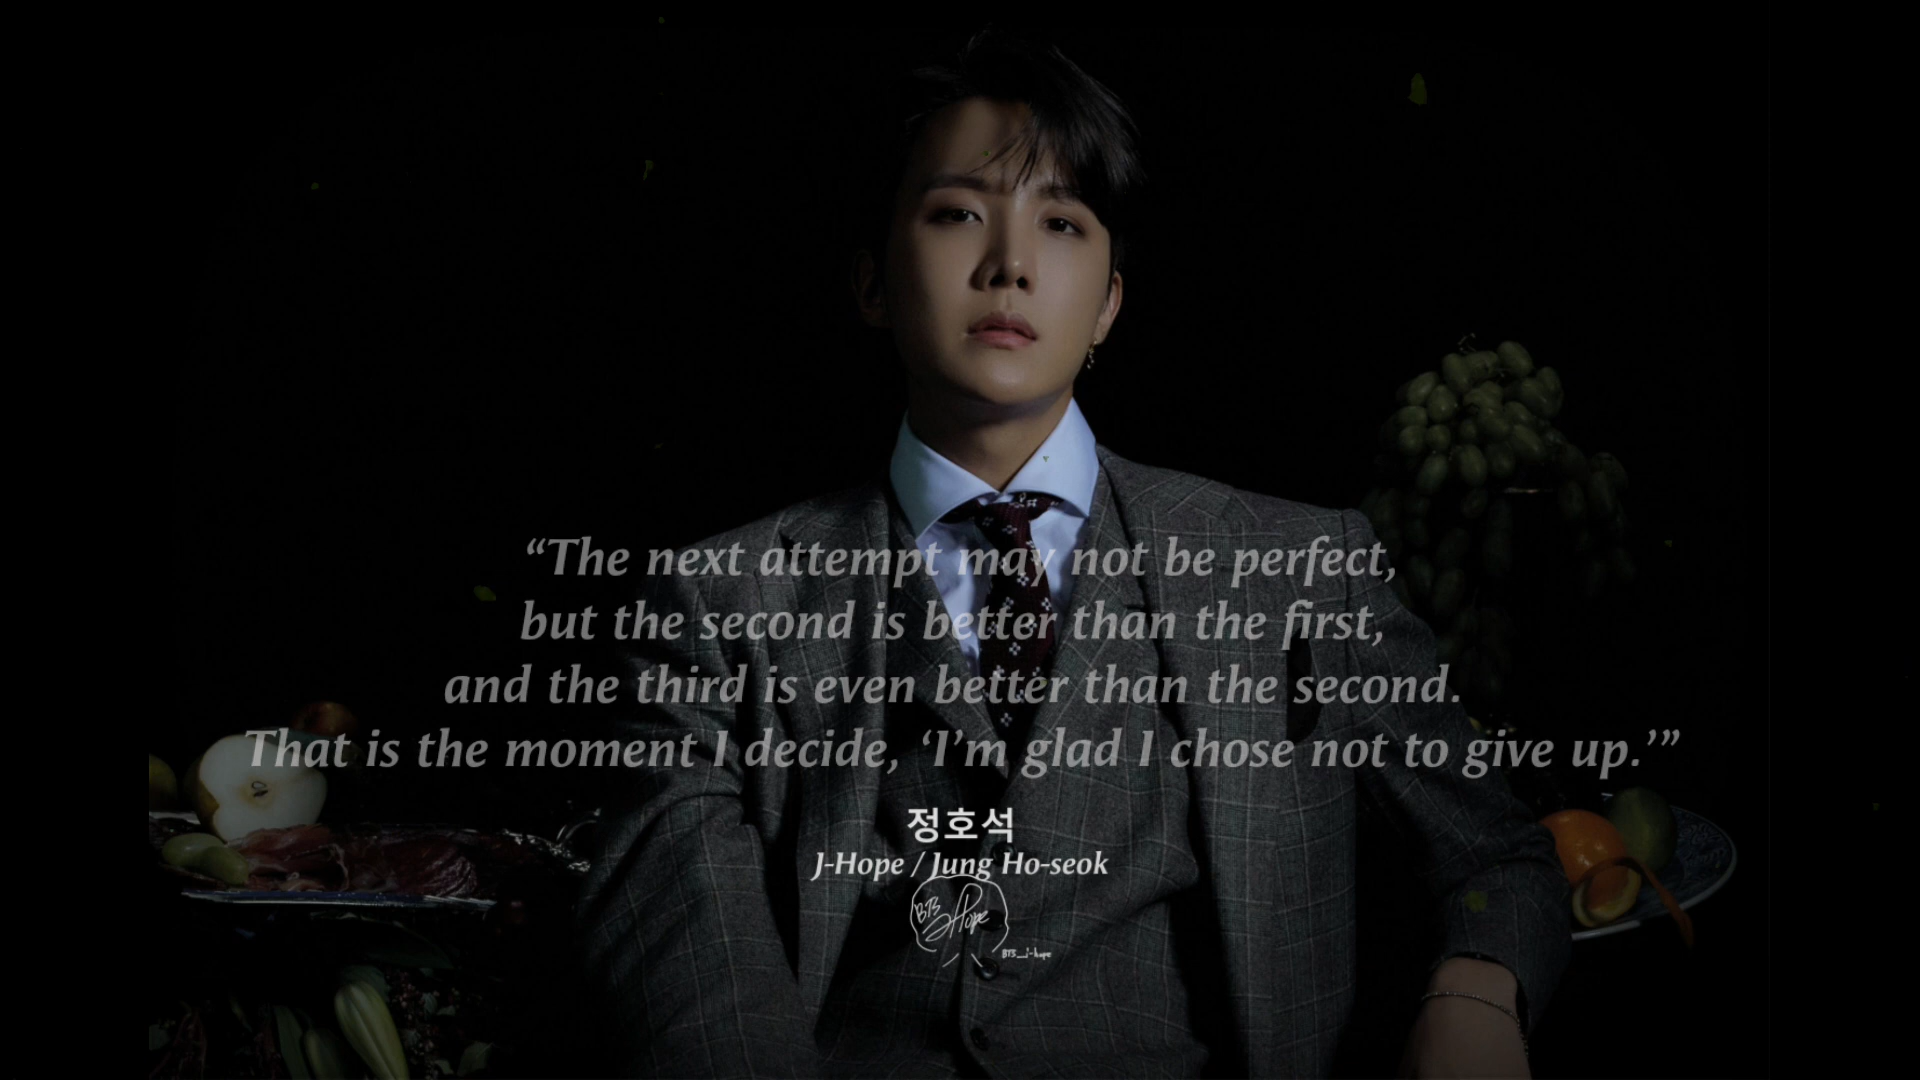 “The next attempt may not be perfect,
but the second is better than the first,
and the third is even better than the second.
That is the moment I decide, ‘I’m glad I chose not to give up.’”
정호석
J-Hope / Jung Ho-seok
BTS
J-Hope
BTS_j-hope